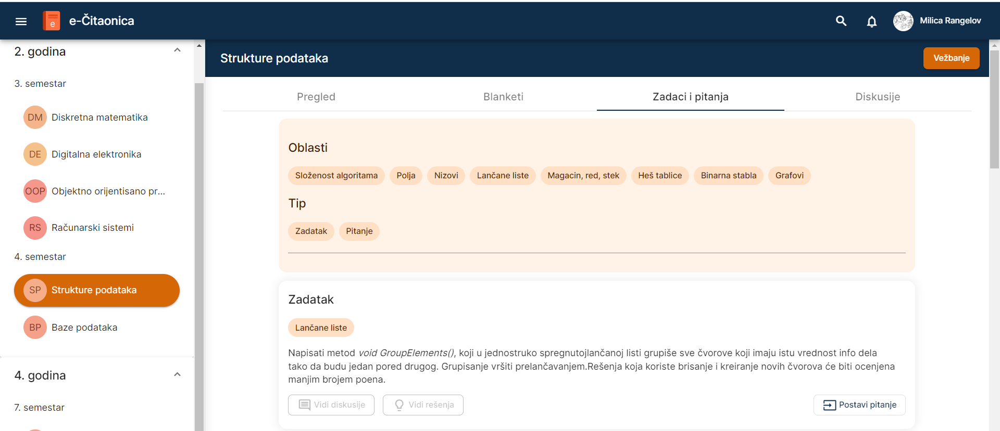 e
e-Čitaonica
Milica Rangelov
2. godina
3. semestar
DM Diskretna matematika
DE Digitalna elektronika
OOP Objektno orijentisano pr...
RS Računarski sistemi
4. semestar
SP Strukture podataka
BP Baze podataka
4. godina
7. semestar
Strukture podataka
Vežbanje
Pregled Blanketi Zadaci i pitanja Diskusije
Oblasti
Složenost algoritama Polja Nizovi Lančane liste Magacin, red, stek Heš tablice Binarna stabla Grafovi
Tip
Zadatak Pitanje
Zadatak
Lančane liste
Napisati metod void GroupElements(), koji u jednostruko spregnutojlančanoj listi grupiše sve čvorove koji imaju istu vrednost info dela
tako da budu jedan pored drugog. Grupisanje vršiti prelančavanjem.Rešenja koja koriste brisanje i kreiranje novih čvorova će biti ocenjena
manjim brojem poena.
Vidi diskusije Vidi rešenja Postavi pitanje